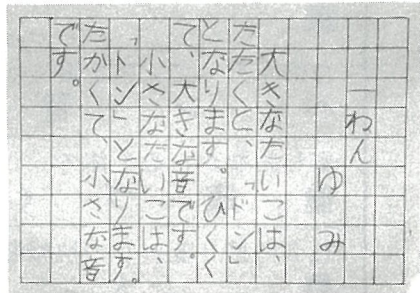 一わん
ゆ み
大きなたいこは、
たたくと、「ドン」
となります。ひくく
て、大きな音です。
小さなたいこは、
「トン」となります。
たかくて、小さな音
です。